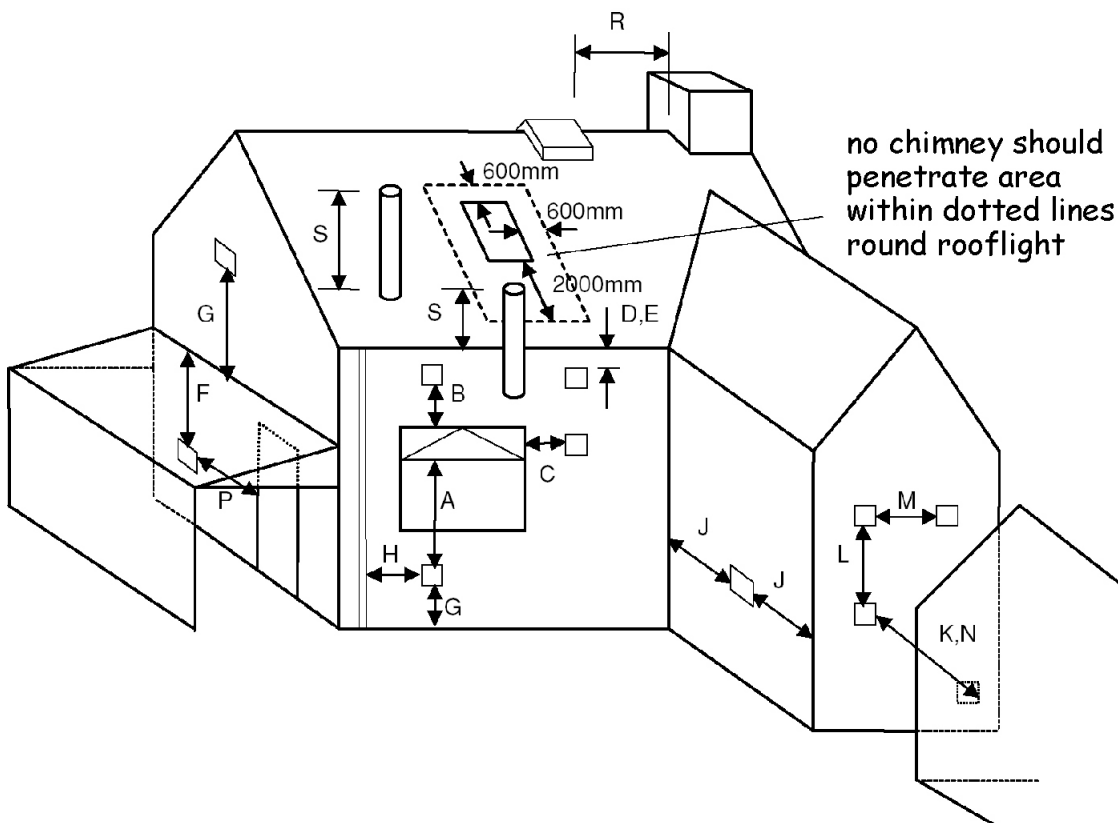 R
no chimney should
penetrate area
within dotted lines
round rooflight
600mm
600mm
S
2000mm
G
S
D,E
F
B
C
P
A
M
J
L
H
J
G
K,N